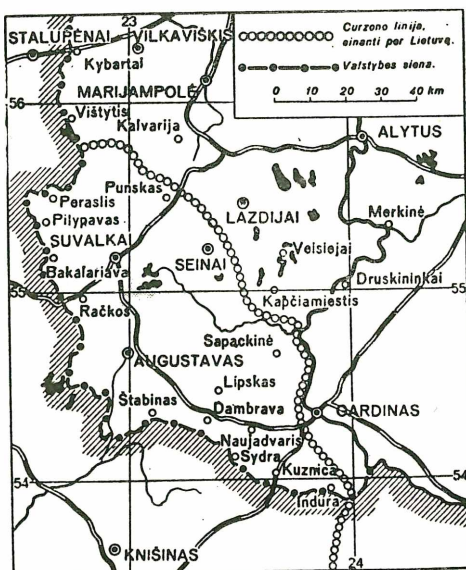 23
STALUPĖNAI
VILKAVIŠKIS
Kybartai
Curzono linija,
einanti per Lietuvą.
Valstybės siena.
0 10 20 30 40 km
MARIJAMPOLĖ
56
Vištytis
Kalvarija
ALYTUS
Punskas
Peraslis
Pilypavas
LAZDIJAI
Merkinė
SUVALKAI
SEINAI
Veisiejai
Bakalariava
Druskininkai
55
55
Kapčiamiestis
Račkos
Sapackinė
AUGUSTAVAS
Lipskas
Štabinas
Dambrava
GARDINAS
Naujadvaris
Sydra
Kuznica
54
54
Indura
KNIŠINAS
24